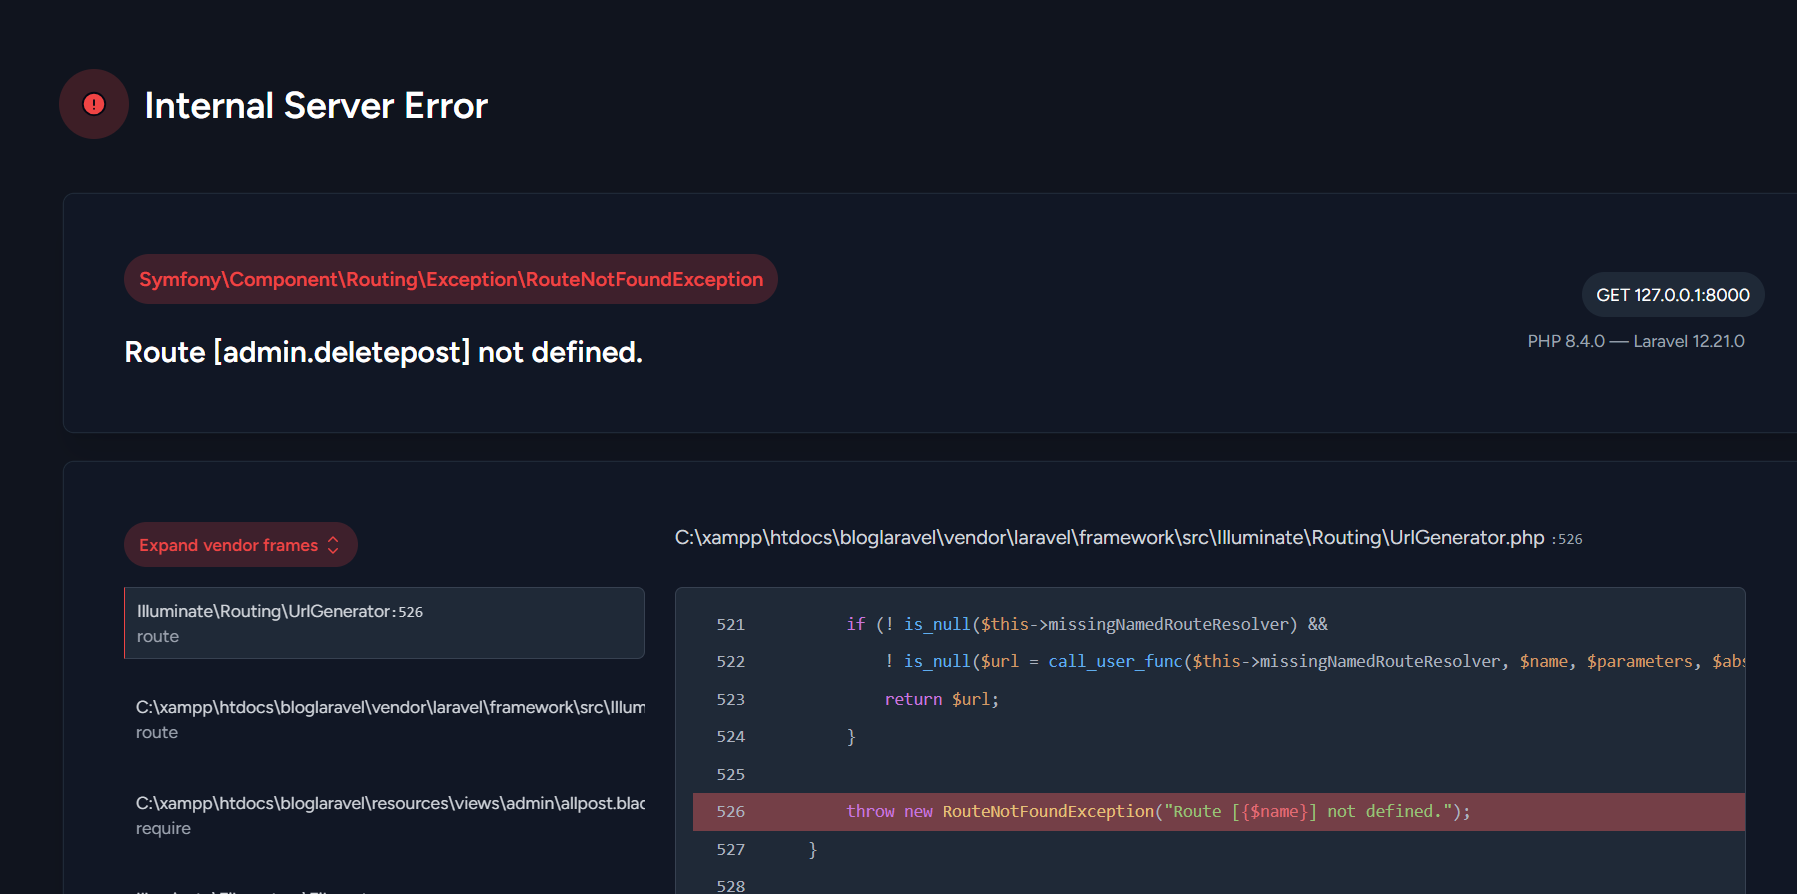 Internal Server Error
Symfony\Component\Routing\Exception\RouteNotFoundException
GET 127.0.0.1:8000
Route [admin.deletepost] not defined.
PHP 8.4.0 — Laravel 12.21.0
Expand vendor frames
C:\xampp\htdocs\bloglaravel\vendor\laravel\framework\src\Illuminate\Routing\UrlGenerator.php :526
Illuminate\Routing\UrlGenerator:526
route
C:\xampp\htdocs\bloglaravel\vendor\laravel\framework\src\Illum
route
C:\xampp\htdocs\bloglaravel\resources\views\admin\allpost.blac
require
521 if (! is_null($this->missingNamedRouteResolver) &&
522 ! is_null($url = call_user_func($this->missingNamedRouteResolver, $name, $parameters, $abs
523 return $url;
524 }
525
526 throw new RouteNotFoundException("Route [{$name}] not defined.");
527 }
528